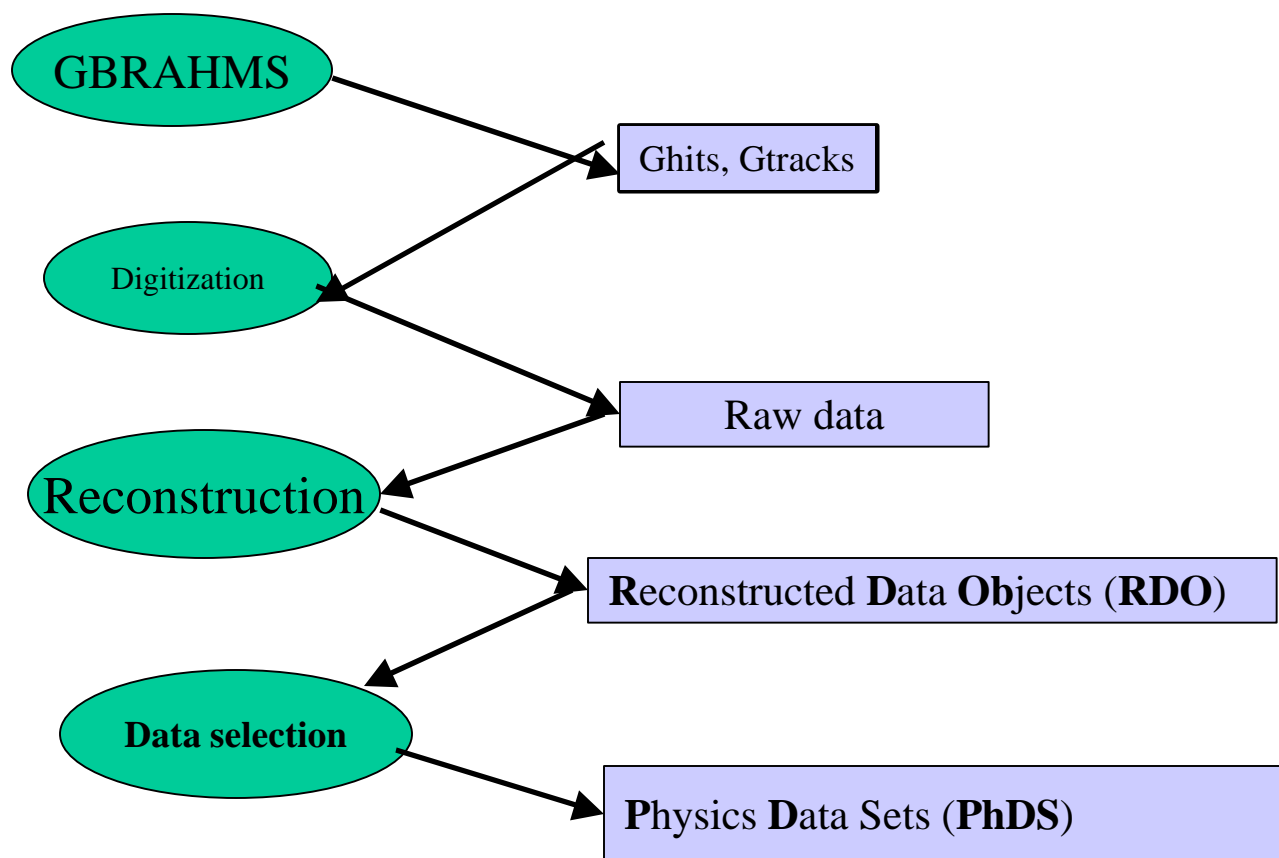 GBRAHMS
Ghits, Gtracks
Digitization
Raw data
Reconstruction
Reconstructed Data Objects (RDO)
Data selection
Physics Data Sets (PhDS)